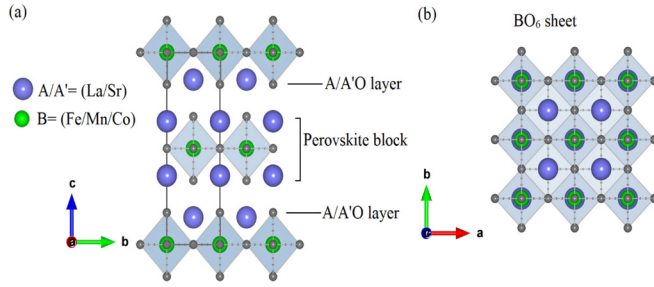 (a)
A/A'= (La/Sr)
B= (Fe/Mn/Co)
A/A'O layer
Perovskite block
A/A'O layer
c
a
b
(b)
BO₆ sheet
b
a